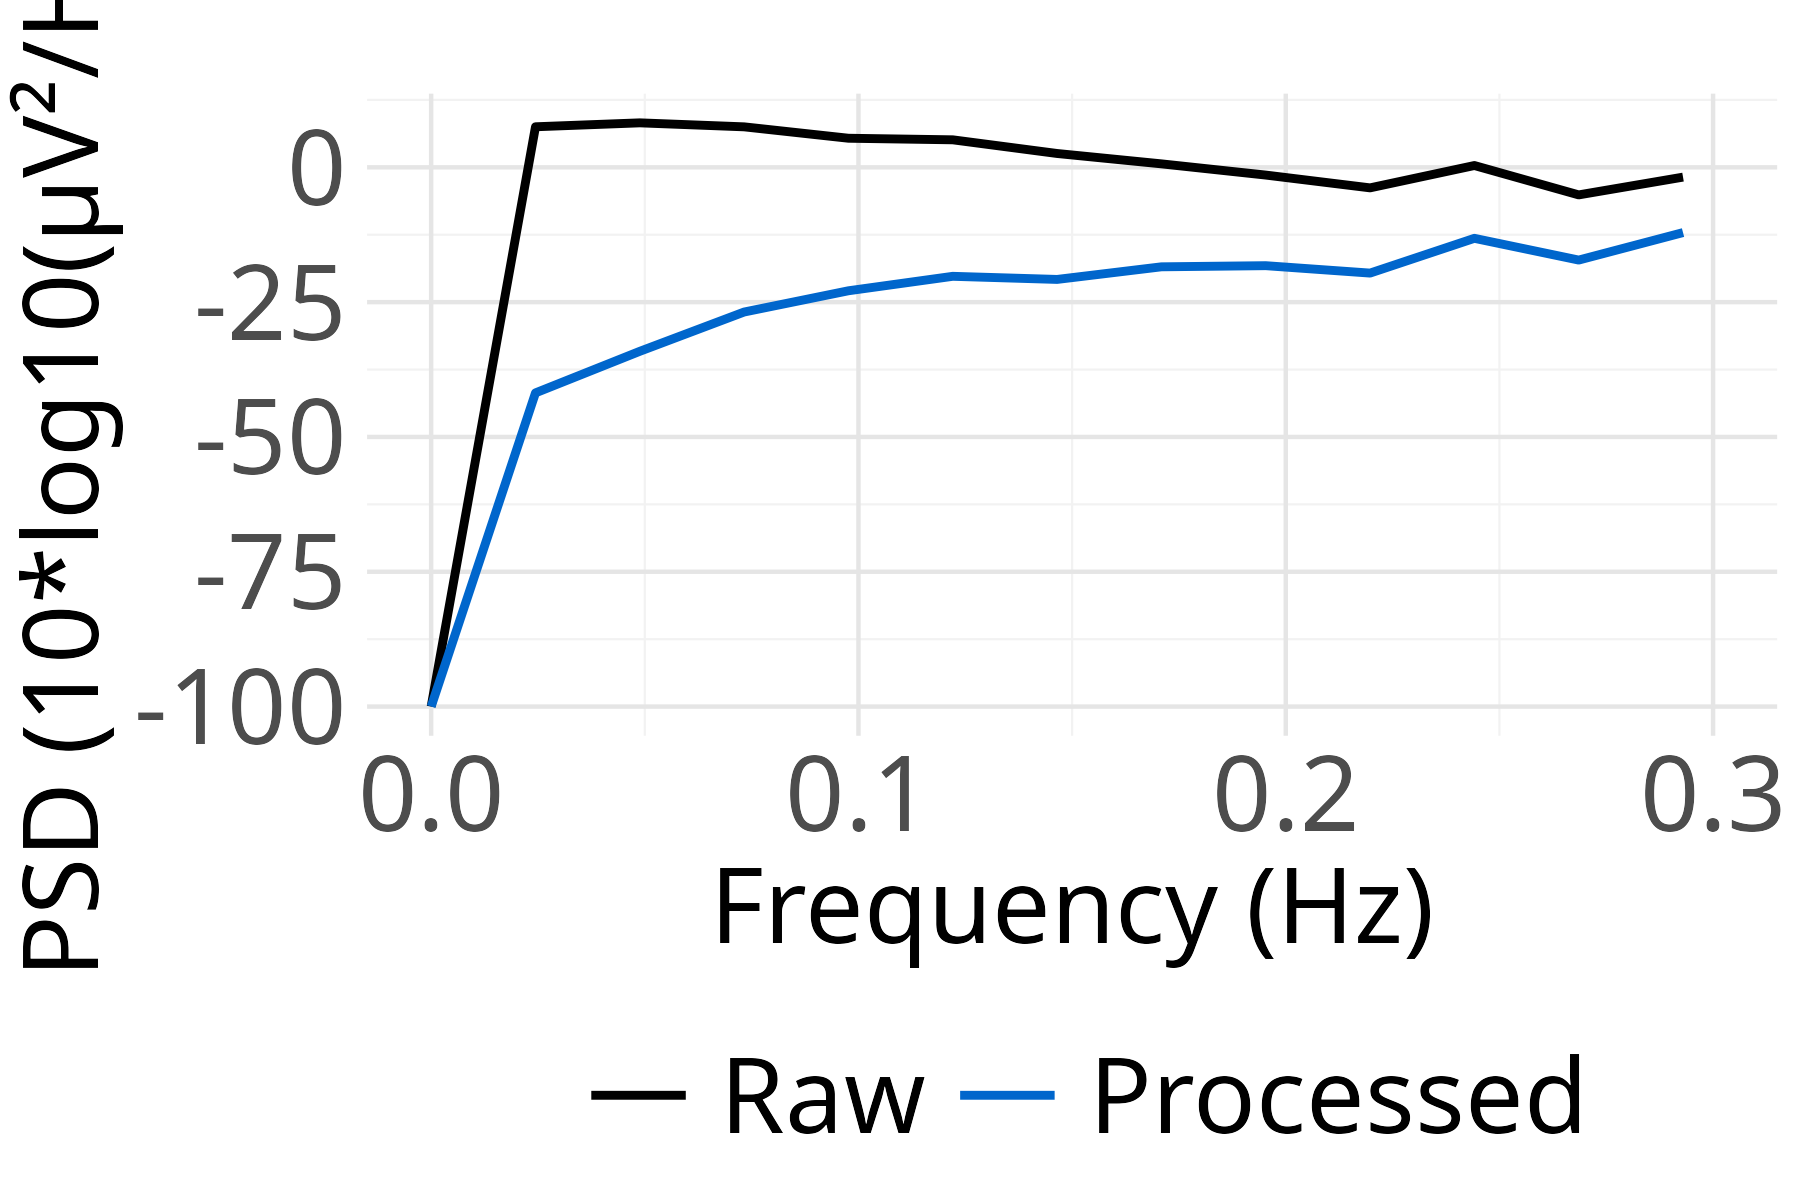 PSD (10*log10(µV²/H
0
-25
-50
-75
-100
0.0 0.1 0.2 0.3
Frequency (Hz)
Raw Processed